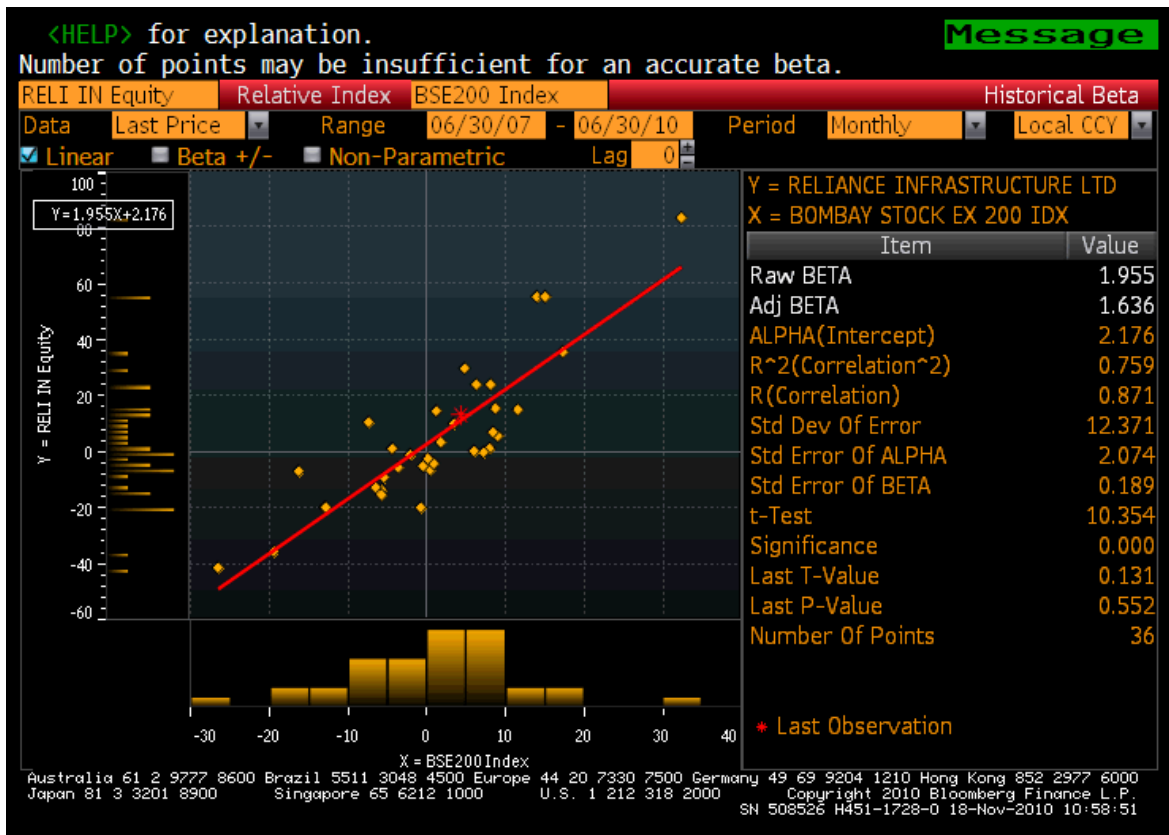 <HELP> for explanation. Message
Number of points may be insufficient for an accurate beta.
RELI IN Equity Relative Index BSE200 Index Historical Beta
Data Last Price Range 06/30/07 - 06/30/10 Period Monthly Local CCY
Linear Beta +/- Non-Parametric Lag 0
Y = RELIANCE INFRASTRUCTURE LTD
X = BOMBAY STOCK EX 200 IDX
Item Value
Raw BETA 1.955
Adj BETA 1.636
ALPHA(Intercept) 2.176
R^2(Correlation^2) 0.759
R(Correlation) 0.871
Std Dev Of Error 12.371
Std Error Of ALPHA 2.074
Std Error Of BETA 0.189
t-Test 10.354
Significance 0.000
Last T-Value 0.131
Last P-Value 0.552
Number Of Points 36
* Last Observation
100
Y=1.955X+2.176
80
60
40
20
0
-20
-40
-60
Y = RELI IN Equity
-30 -20 -10 0 10 20 30 40
X = BSE200 Index
Australia 61 2 9777 8600 Brazil 5511 3048 4500 Europe 44 20 7330 7500 Germany 49 69 9204 1210 Hong Kong 852 2977 6000
Japan 81 3 3201 8900 Singapore 65 6212 1000 U.S. 1 212 318 2000 Copyright 2010 Bloomberg Finance L.P.
SN 508526 H451-1728-0 18-Nov-2010 10:58:51